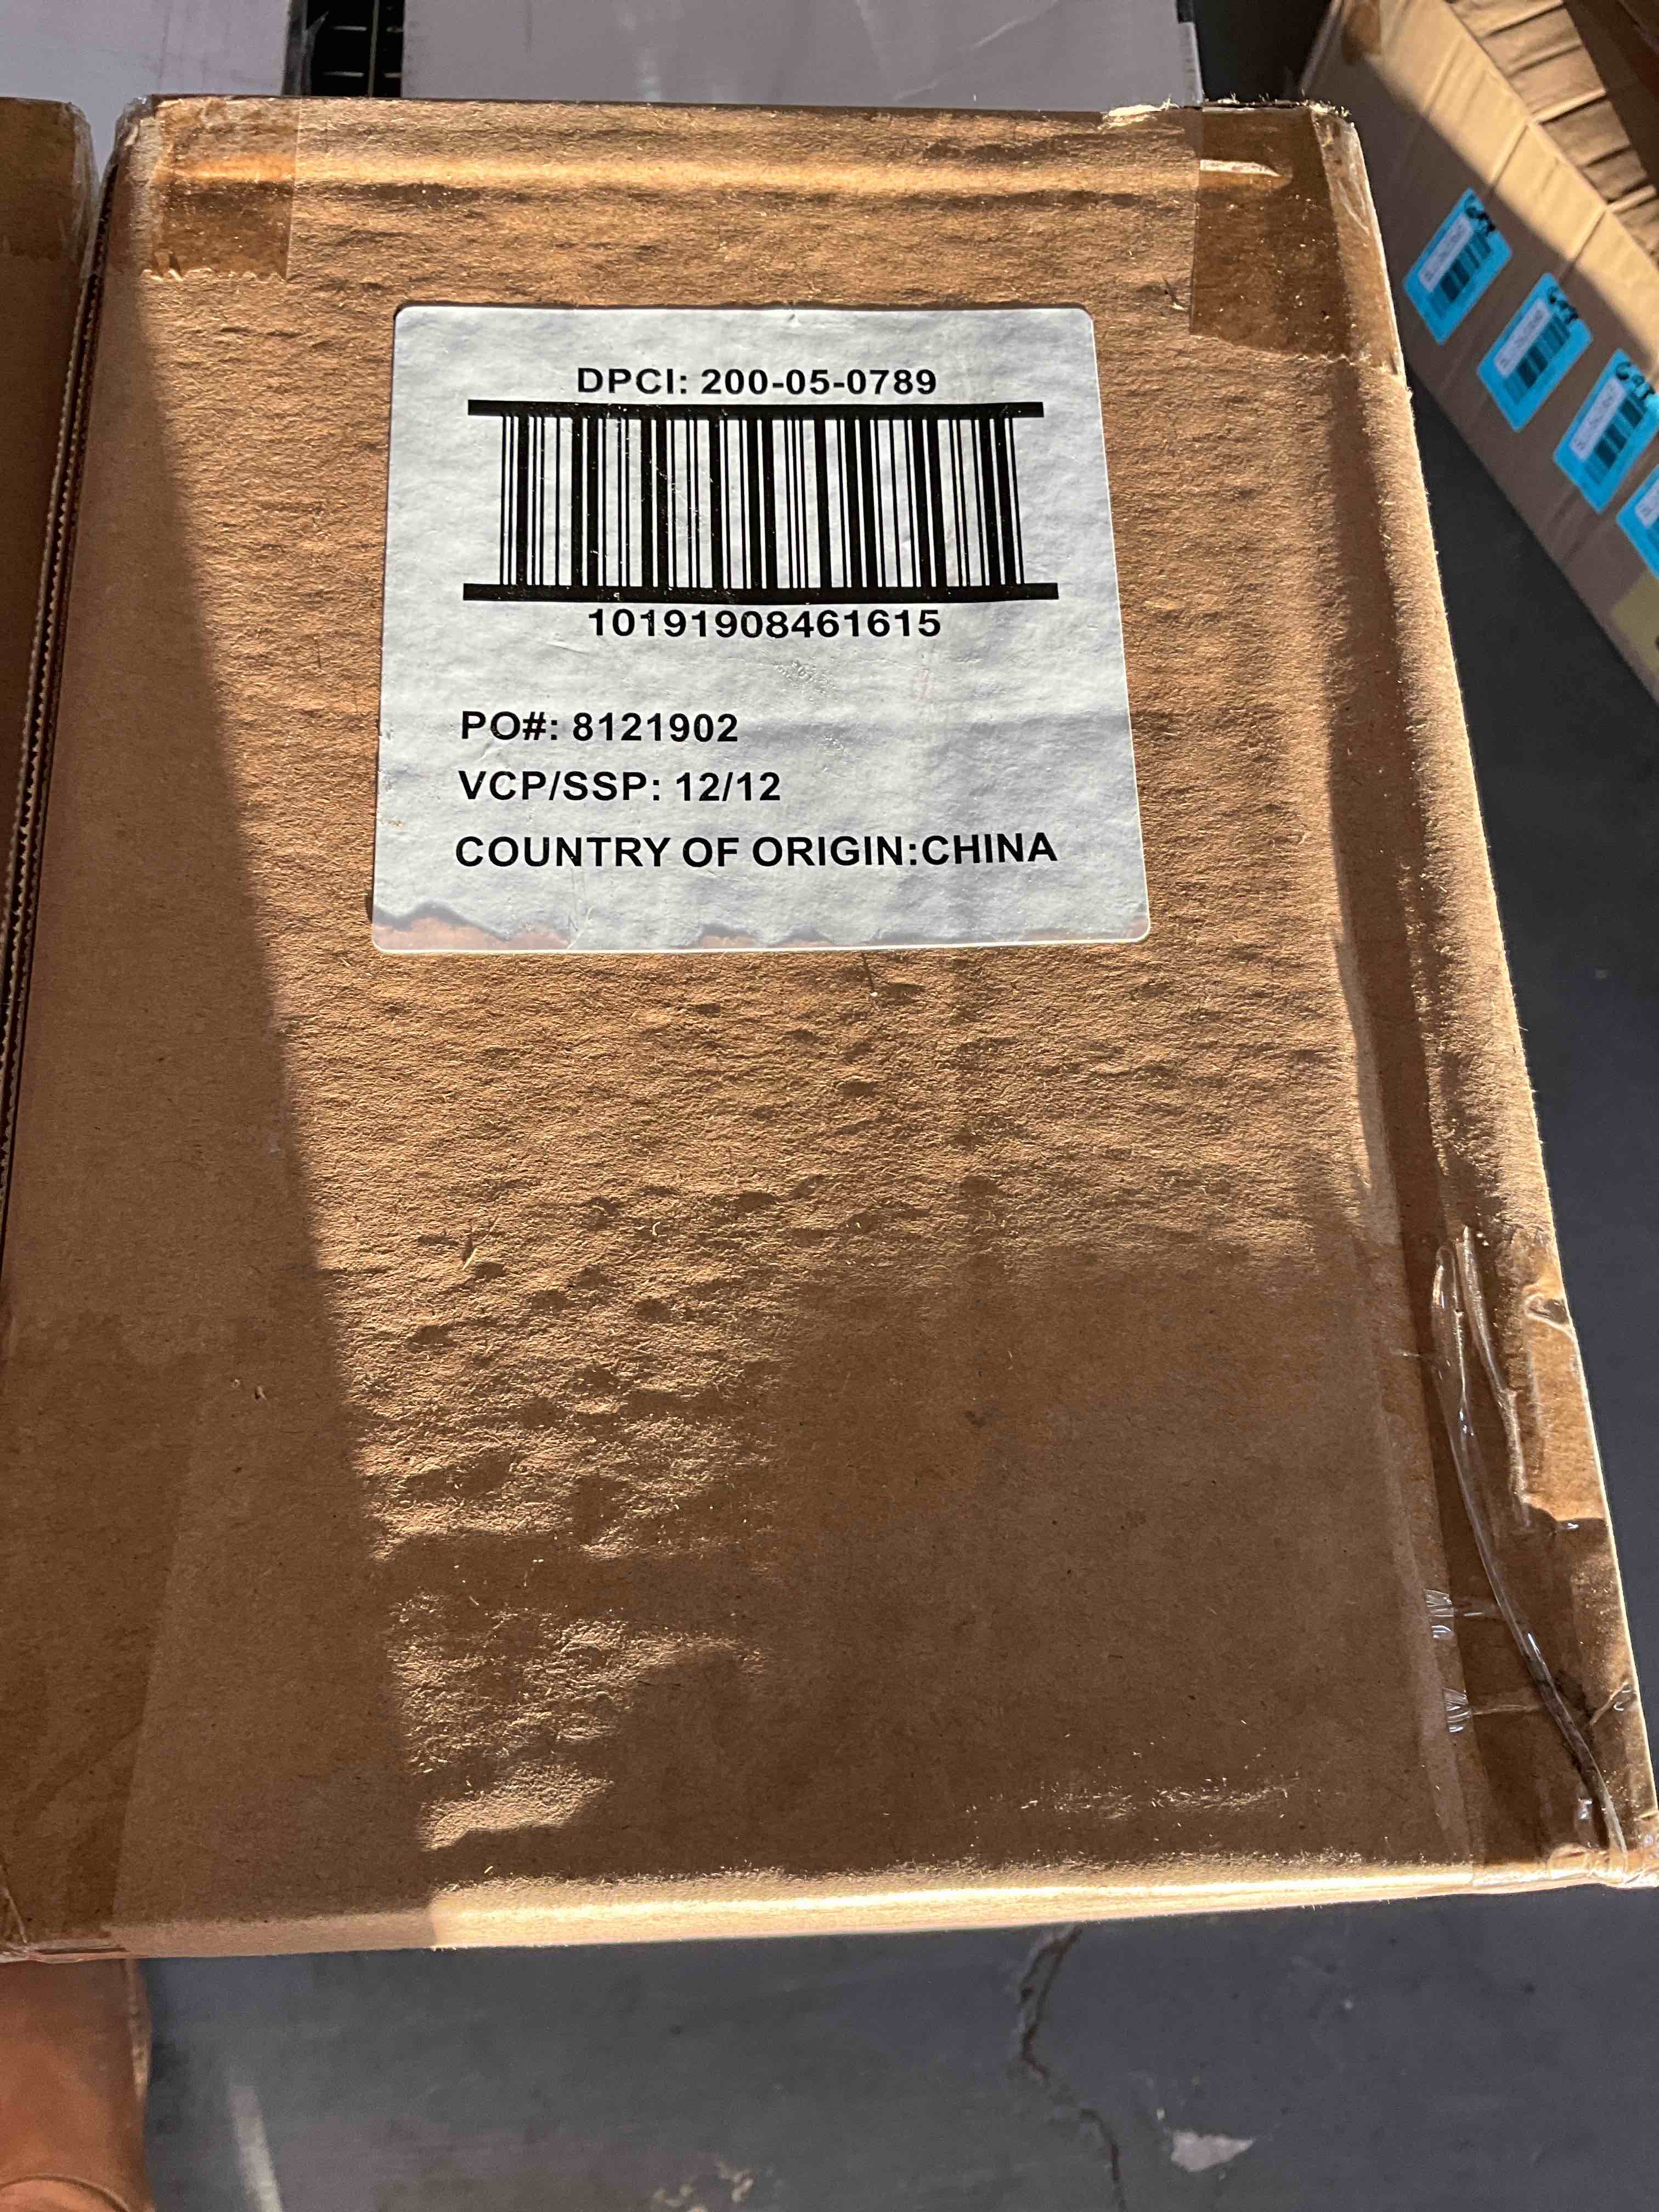 DPCI: 200-05-0789
10191908461615
PO#: 8121902
VCP/SSP: 12/12
COUNTRY OF ORIGIN:CHINA